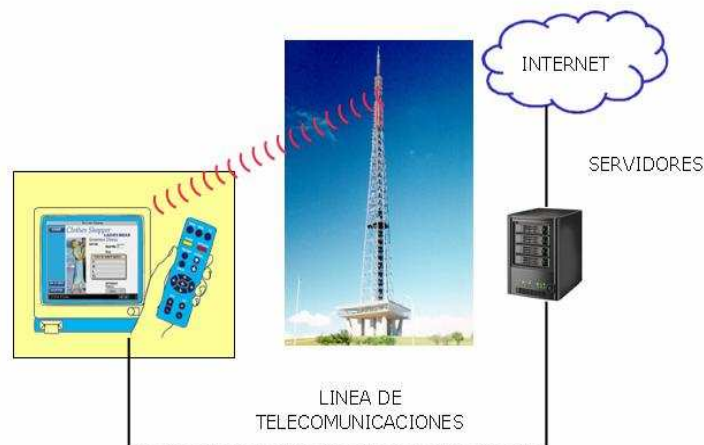 INTERNET
SERVIDORES
Clothes Shopper
LINEA DE
TELECOMUNICACIONES